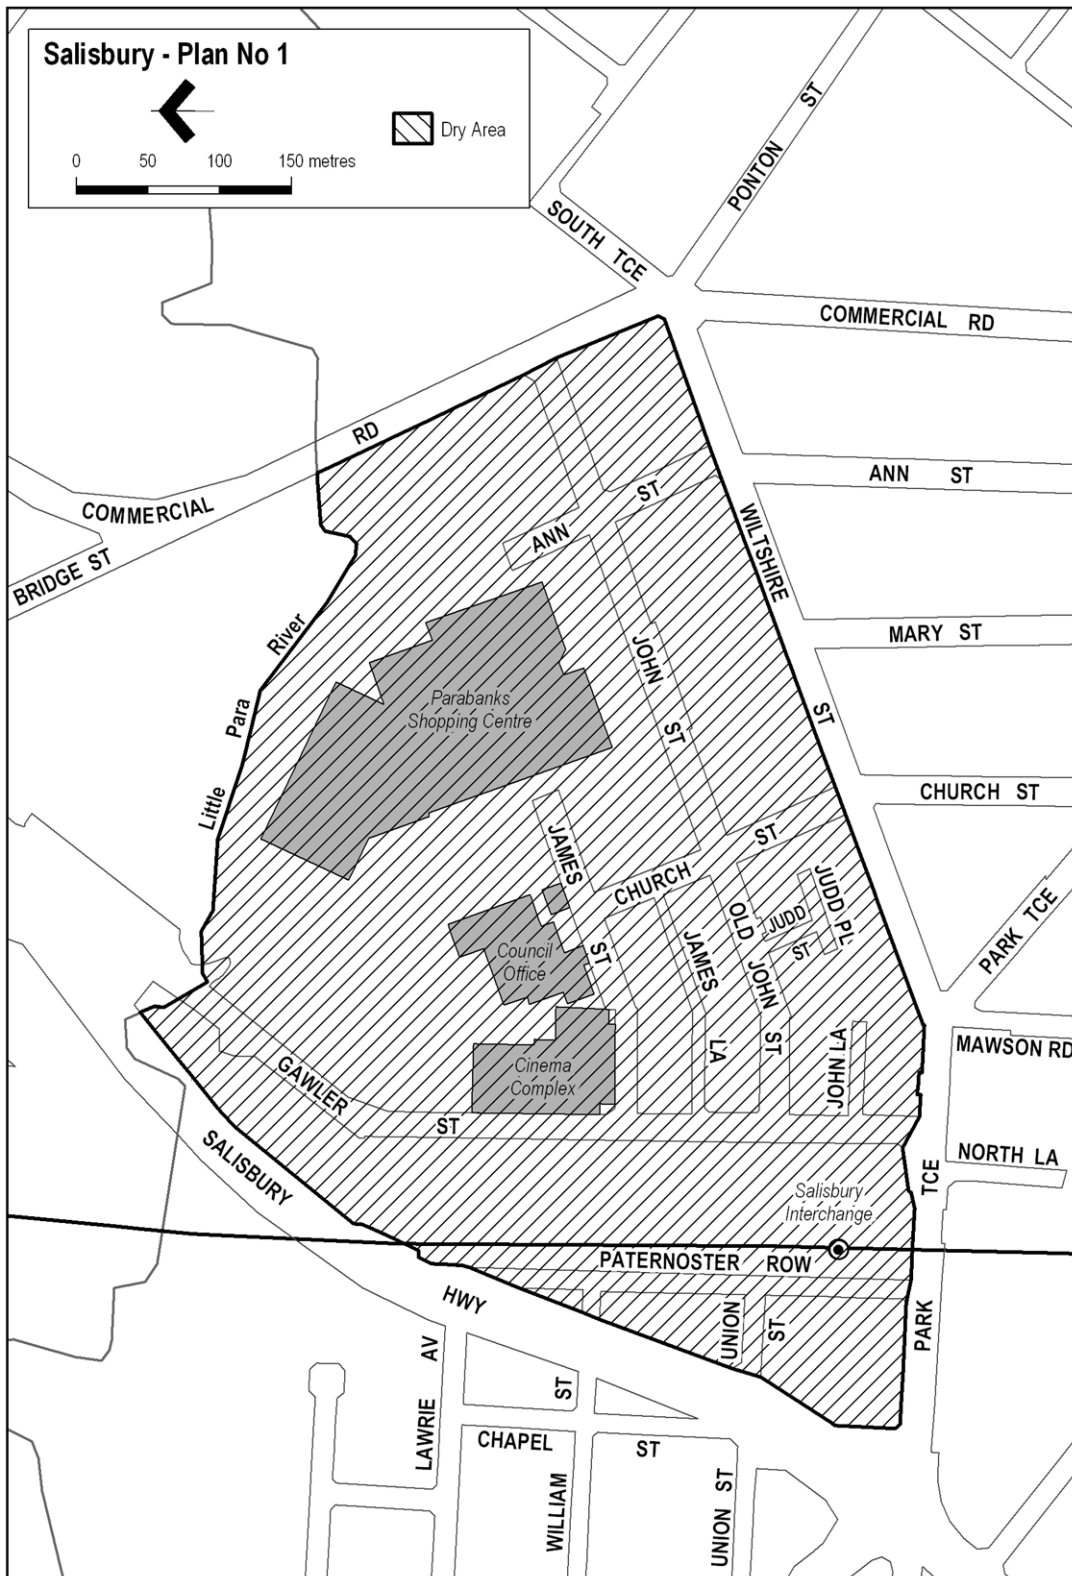 Salisbury - Plan No 1
Dry Area
0 50 100 150 metres
PONTON ST
SOUTH TCE
COMMERCIAL RD
COMMERCIAL RD
BRIDGE ST
ANN ST
ANN ST
WILTSHIRE ST
MARY ST
Little Para River
JOHN ST
Parabanks
Shopping Centre
CHURCH ST
CHURCH ST
JAMES ST
JUDD PL
JUDD ST
OLD JOHN ST
JAMES LA
PARK TCE
Council
Office
JOHN LA
MAWSON RD
Cinema
Complex
GAWLER ST
NORTH LA
SALISBURY HWY
Salisbury
Interchange
PATERNOSTER ROW
PARK TCE
UNION ST
LAWRIE AV
CHAPEL ST
WILLIAM ST
UNION ST